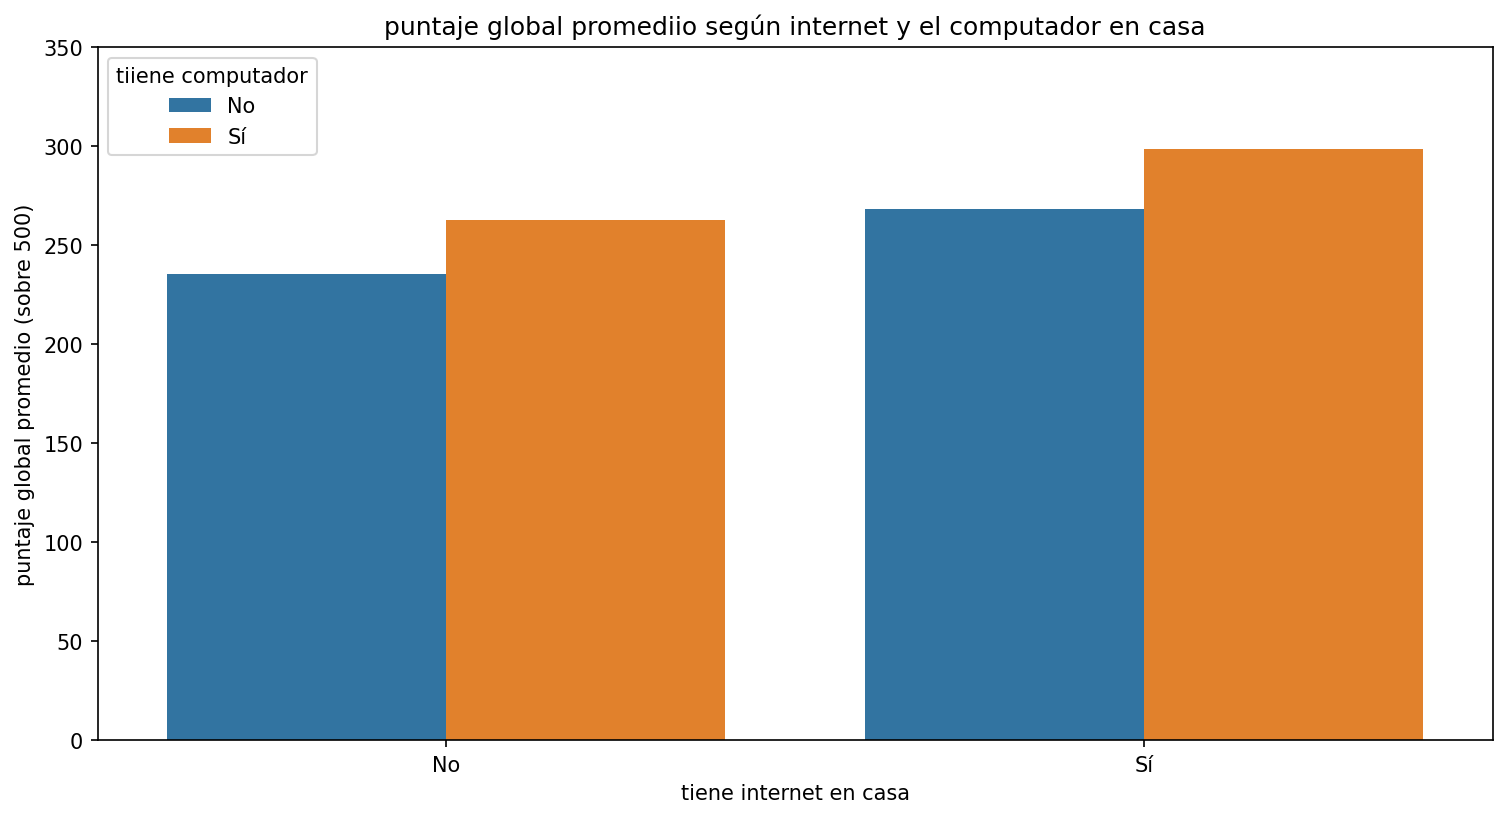 puntaje global promediio según internet y el computador en casa
tiiene computador
No
Sí
350
300
250
200
150
100
50
0
puntaje global promedio (sobre 500)
No
Sí
tiene internet en casa